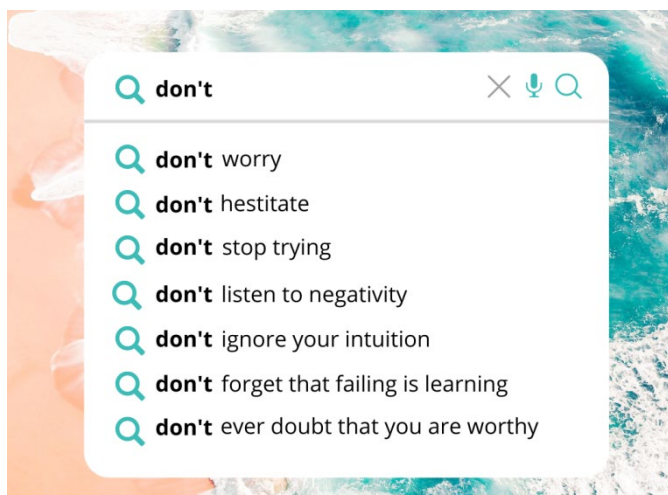 don't
don't worry
don't hestitate
don't stop trying
don't listen to negativity
don't ignore your intuition
don't forget that failing is learning
don't ever doubt that you are worthy